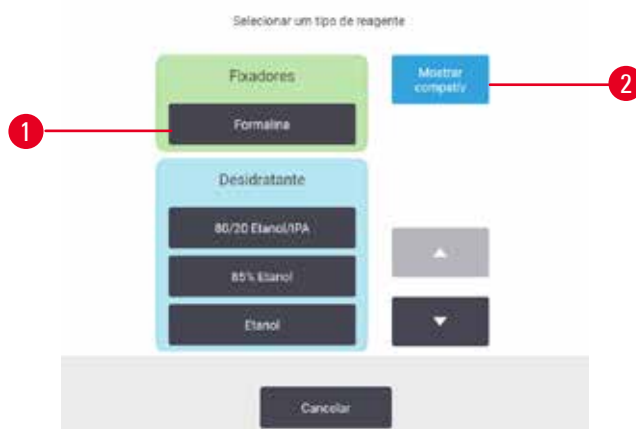 Selecionar um tipo de reagente
Fixadores
Mostrar
compatív
1
2
Formalina
Desidratante
80/20 Etanol/IPA
85% Etanol
Etanol
Cancelar